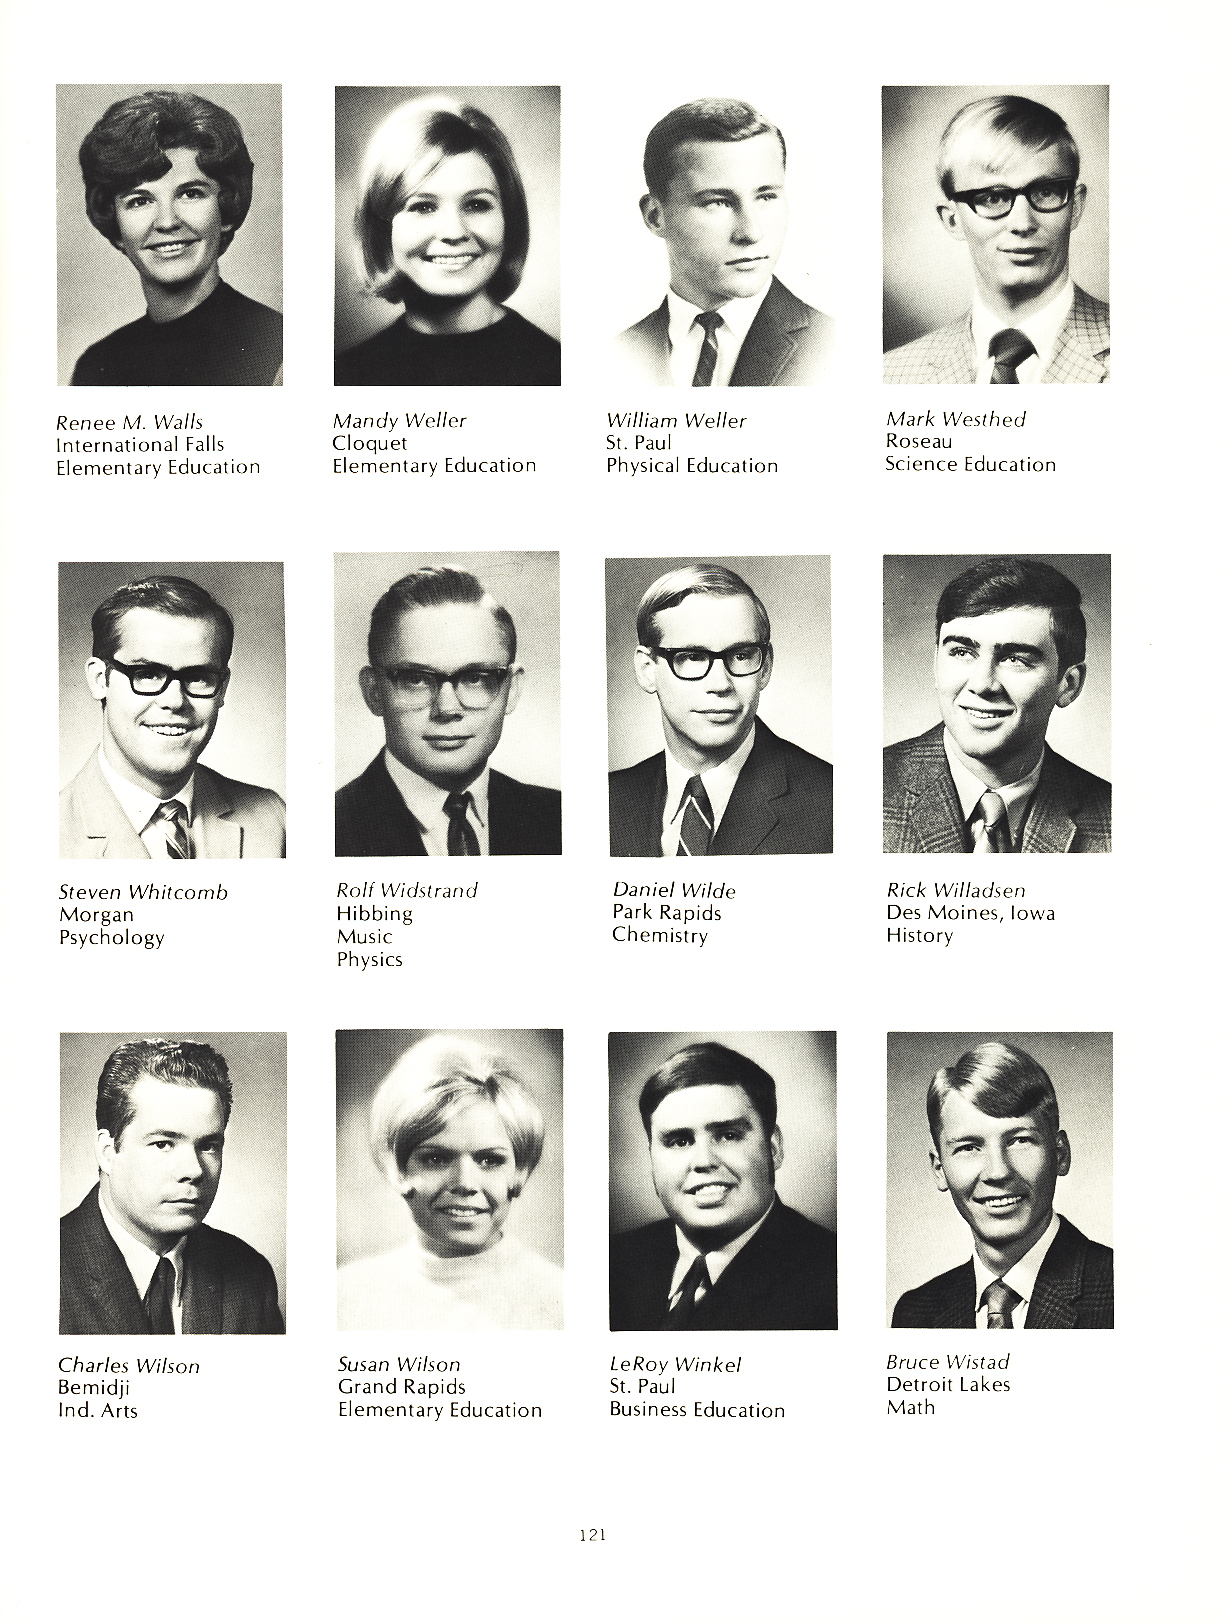 Renee M. Walls
International Falls
Elementary Education
Mandy Weller
Cloquet
Elementary Education
William Weller
St. Paul
Physical Education
Mark Westhed
Roseau
Science Education
Steven Whitcomb
Morgan
Psychology
Rolf Widstrand
Hibbing
Music
Physics
Daniel Wilde
Park Rapids
Chemistry
Rick Willadsen
Des Moines, Iowa
History
Charles Wilson
Bemidji
Ind. Arts
Susan Wilson
Grand Rapids
Elementary Education
LeRoy Winkel
St. Paul
Business Education
Bruce Wistad
Detroit Lakes
Math
121